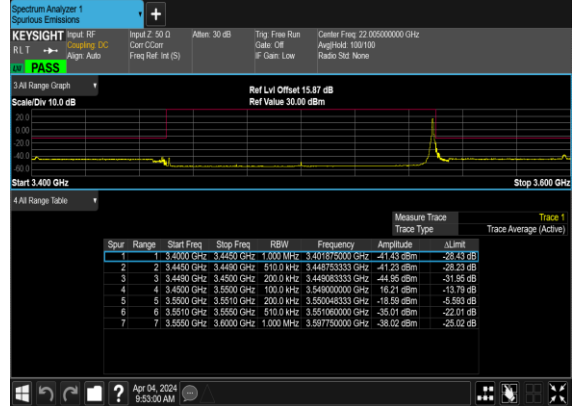 Spectrum Analyzer 1
Spurious Emissions
+
KEYSIGHT Input: RF Input Z: 50 Ω Atten: 30 dB Trig: Free Run Center Freq: 22.005000000 GHz
RLT Coupling: DC Corr CCorr Gate: Off Avg|Hold: 100/100
Align: Auto Freq Ref: Int (S) IF Gain: Low Radio Std: None
LW PASS
3 All Range Graph
Ref Lvl Offset 15.87 dB
Scale/Div 10.0 dB Ref Value 30.00 dBm
20.0
0.00
-20.0
-40.0
-60.0
Start 3.400 GHz Stop 3.600 GHz
4 All Range Table
Measure Trace Trace 1
Trace Type Trace Average (Active)
Spur Range Start Freq Stop Freq RBW Frequency Amplitude ΔLimit
1 1 3.4000 GHz 3.4450 GHz 1.000 MHz 3.401875000 GHz -41.43 dBm -28.43 dB
2 2 3.4450 GHz 3.4490 GHz 510.0 kHz 3.448753333 GHz -41.23 dBm -28.23 dB
3 3 3.4490 GHz 3.4500 GHz 200.0 kHz 3.449083333 GHz -44.95 dBm -31.95 dB
4 4 3.4500 GHz 3.5500 GHz 100.0 kHz 3.549000000 GHz 16.21 dBm -13.79 dB
5 5 3.5500 GHz 3.5510 GHz 200.0 kHz 3.550048333 GHz -18.59 dBm -5.593 dB
6 6 3.5510 GHz 3.5550 GHz 510.0 kHz 3.551060000 GHz -35.01 dBm -22.01 dB
7 7 3.5550 GHz 3.6000 GHz 1.000 MHz 3.597750000 GHz -38.02 dBm -25.02 dB
? Apr 04, 2024
9:53:00 AM